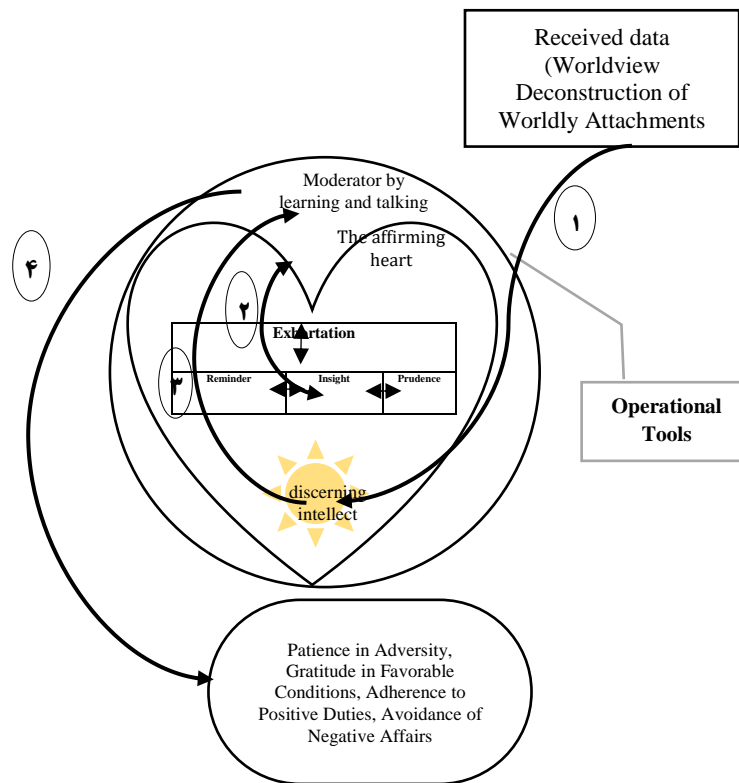 Received data
(Worldview
Deconstruction of
Worldly Attachments
Moderator by
learning and talking
The affirming
heart
۱
۲
۳
۴
Exhortation
Reminder
Insight
Prudence
Operational
Tools
discerning
intellect
Patience in Adversity,
Gratitude in Favorable
Conditions, Adherence to
Positive Duties, Avoidance of
Negative Affairs